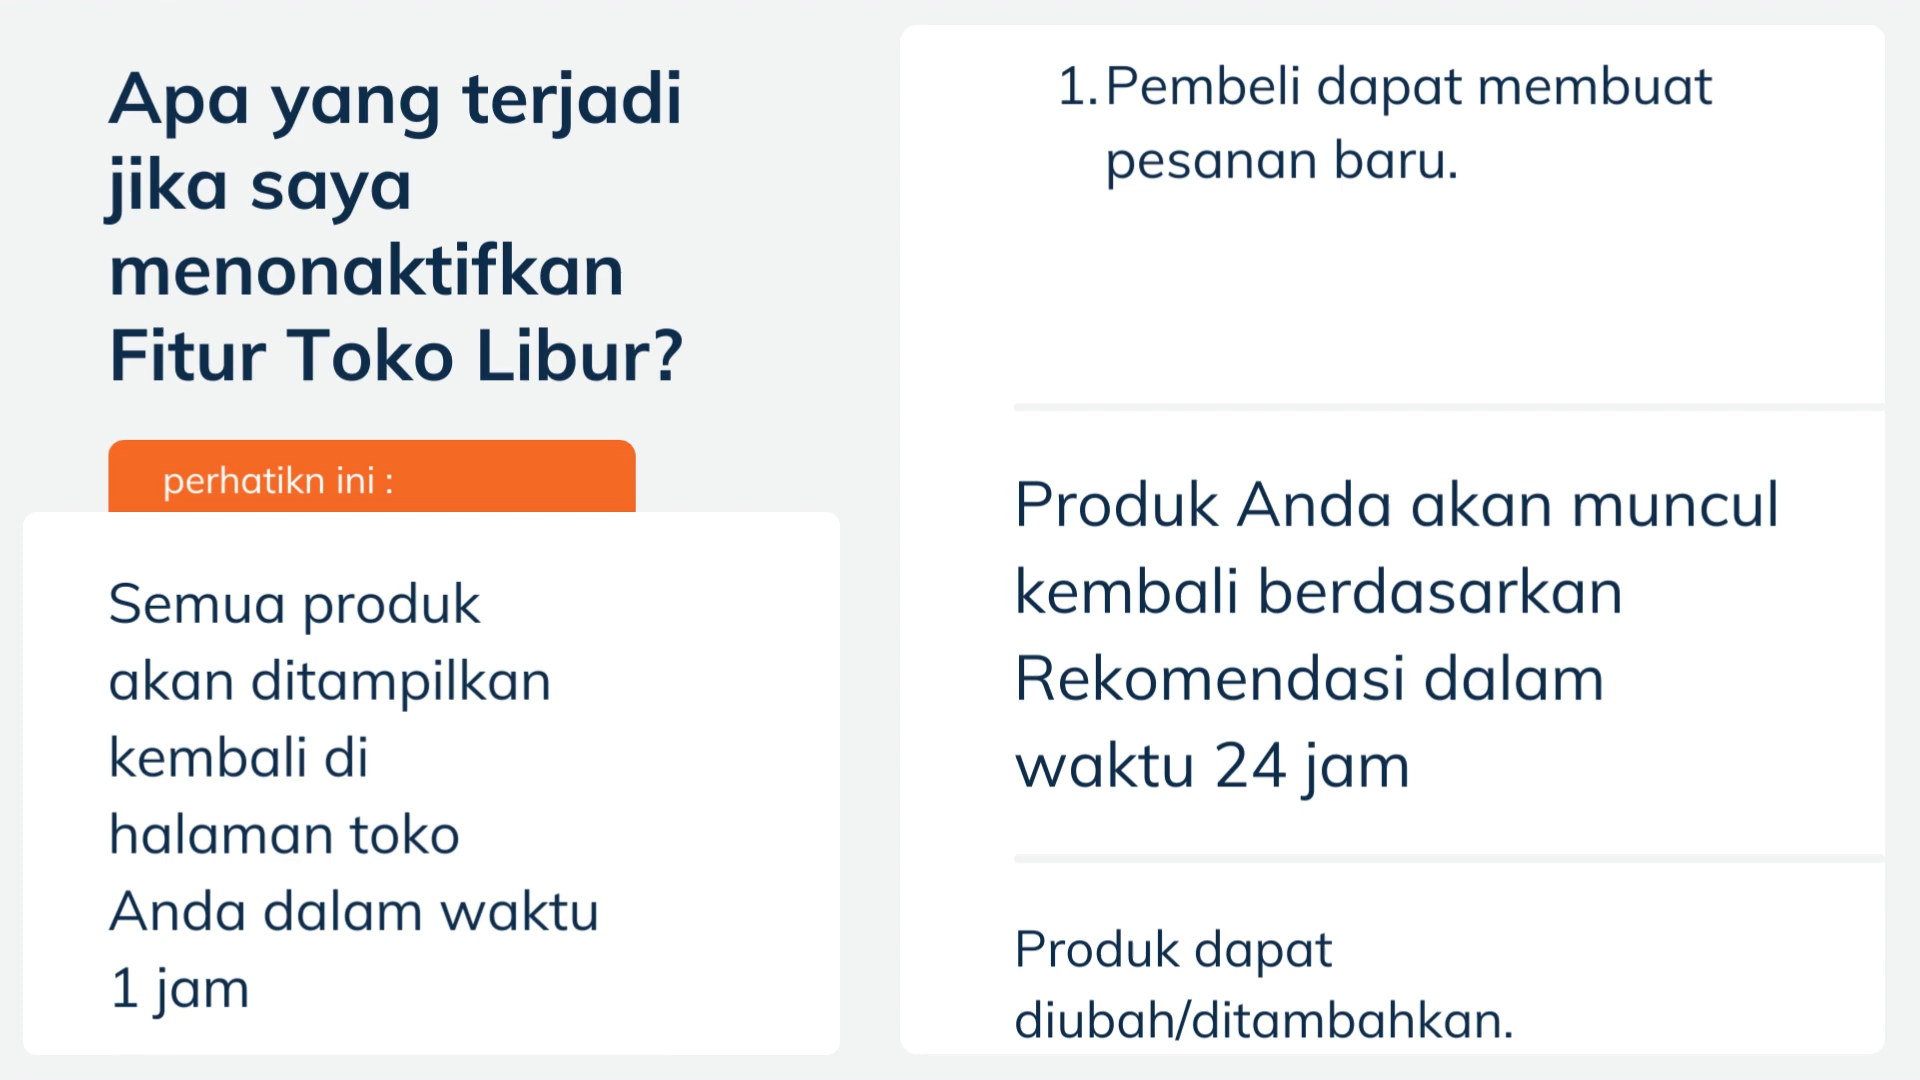 Apa yang terjadi
jika saya
menonaktifkan
Fitur Toko Libur?
perhatikn ini :
Semua produk
akan ditampilkan
kembali di
halaman toko
Anda dalam waktu
1 jam
1. Pembeli dapat membuat
pesanan baru.
Produk Anda akan muncul
kembali berdasarkan
Rekomendasi dalam
waktu 24 jam
Produk dapat
diubah/ditambahkan.